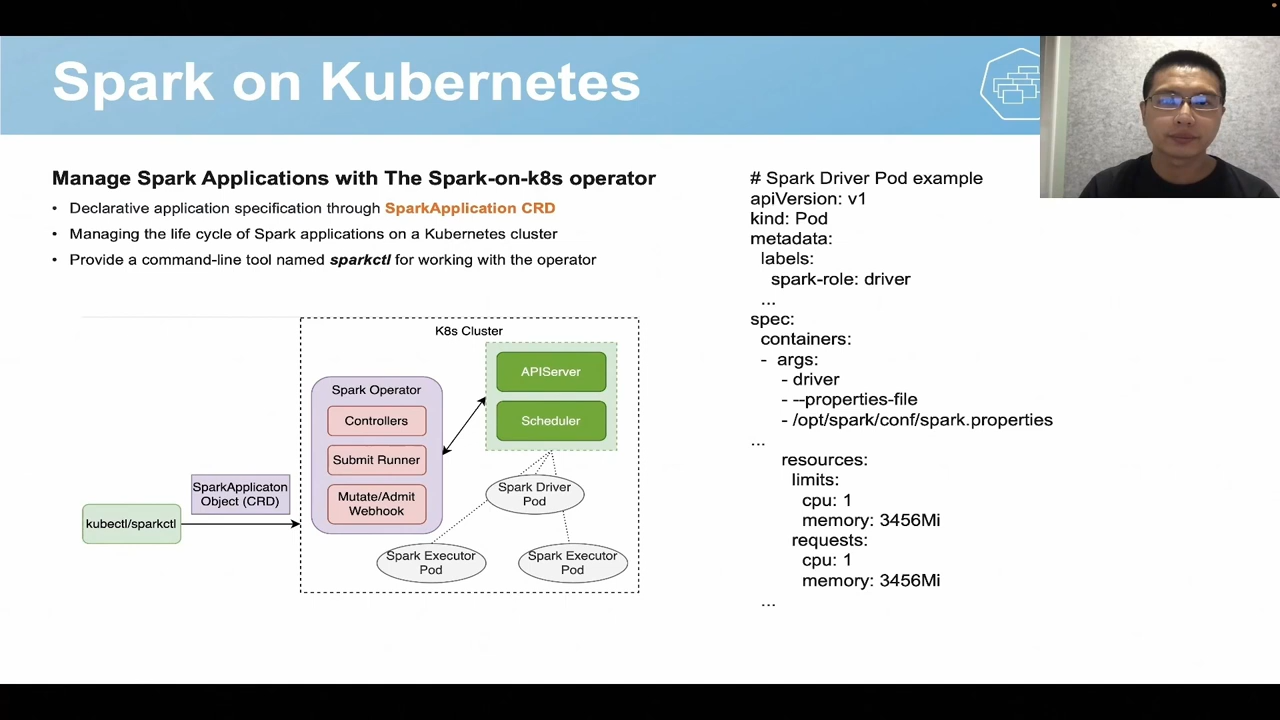 Spark on Kubernetes
Manage Spark Applications with The Spark-on-k8s operator
• Declarative application specification through SparkApplication CRD
• Managing the life cycle of Spark applications on a Kubernetes cluster
• Provide a command-line tool named sparkctl for working with the operator
K8s Cluster
APIServer
Scheduler
Spark Operator
Controllers
Submit Runner
Mutate/Admit
Webhook
SparkApplicaton
Object (CRD)
kubectl/sparkctl
Spark Driver
Pod
Spark Executor
Pod
Spark Executor
Pod
# Spark Driver Pod example
apiVersion: v1
kind: Pod
metadata:
labels:
spark-role: driver
...
spec:
containers:
- args:
- driver
- --properties-file
- /opt/spark/conf/spark.properties
...
resources:
limits:
cpu: 1
memory: 3456Mi
requests:
cpu: 1
memory: 3456Mi
...